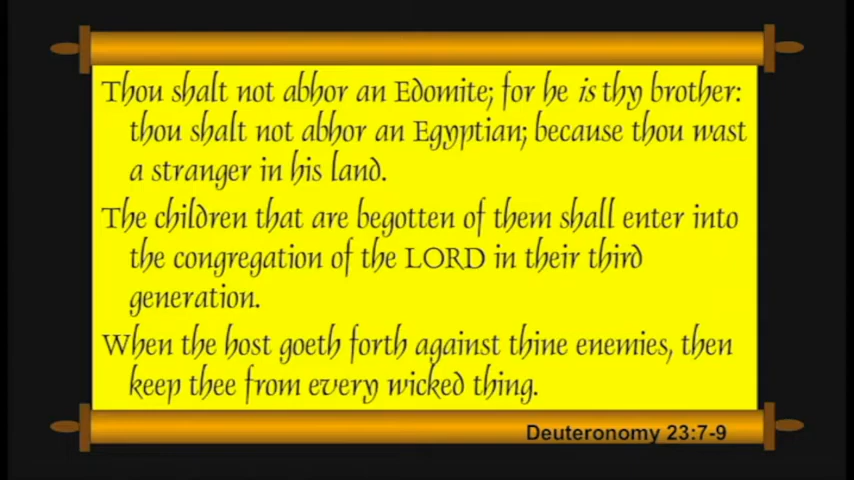 Thou shalt not abhor an Edomite; for he is thy brother:
thou shalt not abhor an Egyptian; because thou wast
a stranger in his land.
The children that are begotten of them shall enter into
the congregation of the LORD in their third
generation.
When the host goeth forth against thine enemies, then
keep thee from every wicked thing.
Deuteronomy 23:7-9